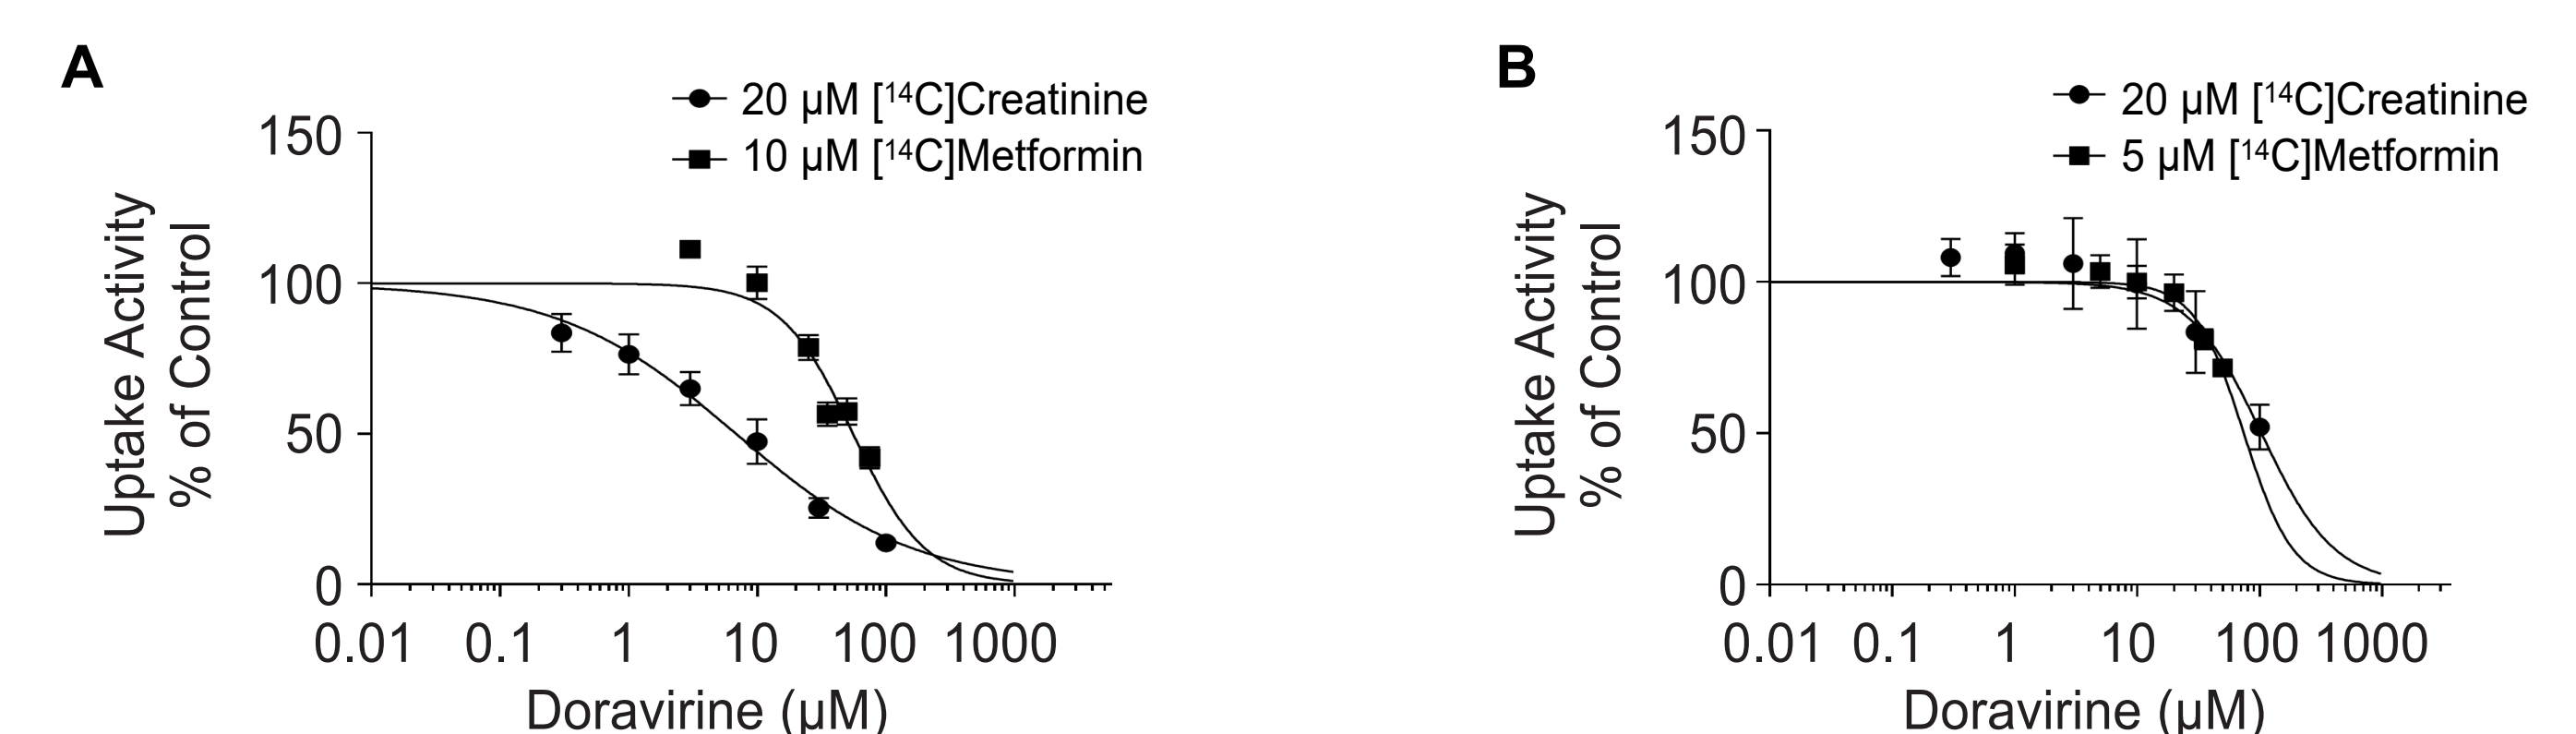 A
20 µM [¹⁴C]Creatinine
10 µM [¹⁴C]Metformin
150
100
50
0
Uptake Activity
% of Control
0.01 0.1 1 10 100 1000
Doravirine (µM)
B
20 µM [¹⁴C]Creatinine
5 µM [¹⁴C]Metformin
150
100
50
0
Uptake Activity
% of Control
0.01 0.1 1 10 100 1000
Doravirine (µM)